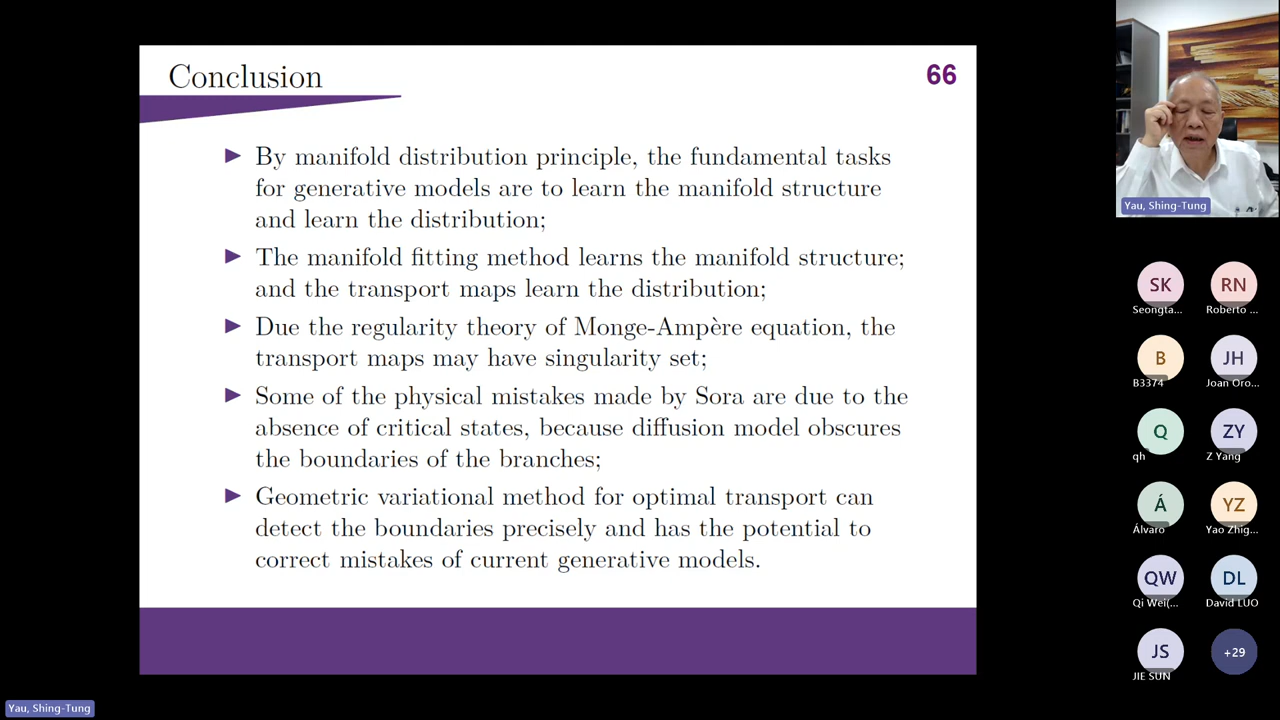 Conclusion
66
▶ By manifold distribution principle, the fundamental tasks
for generative models are to learn the manifold structure
and learn the distribution;
▶ The manifold fitting method learns the manifold structure;
and the transport maps learn the distribution;
▶ Due the regularity theory of Monge-Ampère equation, the
transport maps may have singularity set;
▶ Some of the physical mistakes made by Sora are due to the
absence of critical states, because diffusion model obscures
the boundaries of the branches;
▶ Geometric variational method for optimal transport can
detect the boundaries precisely and has the potential to
correct mistakes of current generative models.
Yau, Shing-Tung
SK
RN
Seongta...
Roberto ...
B
JH
B3374
Joan Oro...
Q
ZY
qh
Z Yang
Á
YZ
Álvaro
Yao Zhig...
QW
DL
Qi Wei(...
David LUO
JS
+29
JIE SUN
Yau, Shing-Tung